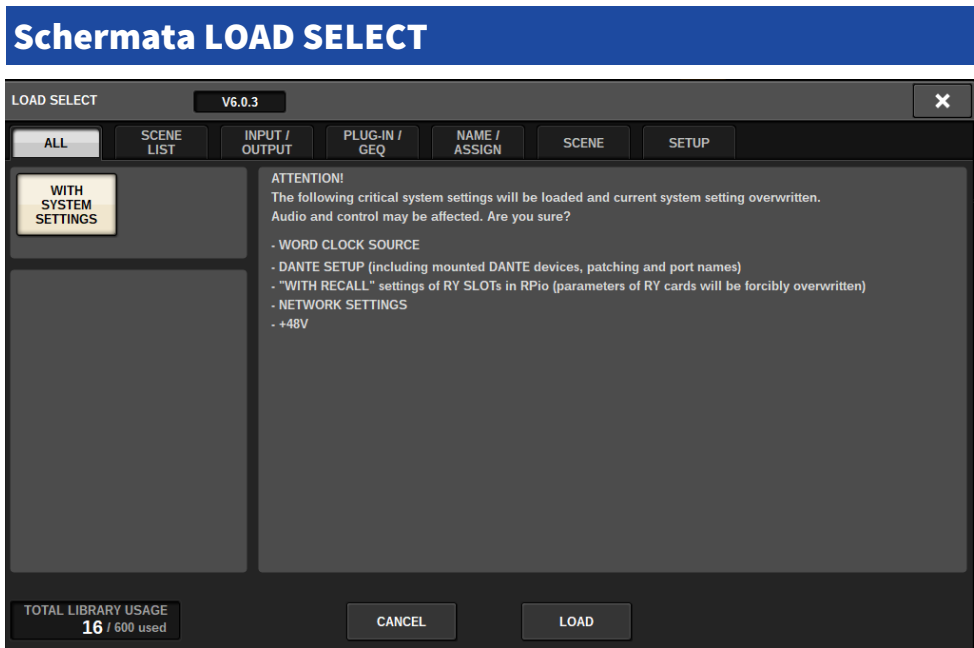 Schermata LOAD SELECT
LOAD SELECT
V6.0.3
ALL
SCENE
LIST
INPUT /
OUTPUT
PLUG-IN /
GEQ
NAME /
ASSIGN
SCENE
SETUP
WITH
SYSTEM
SETTINGS
ATTENTION!
The following critical system settings will be loaded and current system setting overwritten.
Audio and control may be affected. Are you sure?
- WORD CLOCK SOURCE
- DANTE SETUP (including mounted DANTE devices, patching and port names)
- "WITH RECALL" settings of RY SLOTs in RPio (parameters of RY cards will be forcibly overwritten)
- NETWORK SETTINGS
- +48V
TOTAL LIBRARY USAGE
16 / 600 used
CANCEL
LOAD